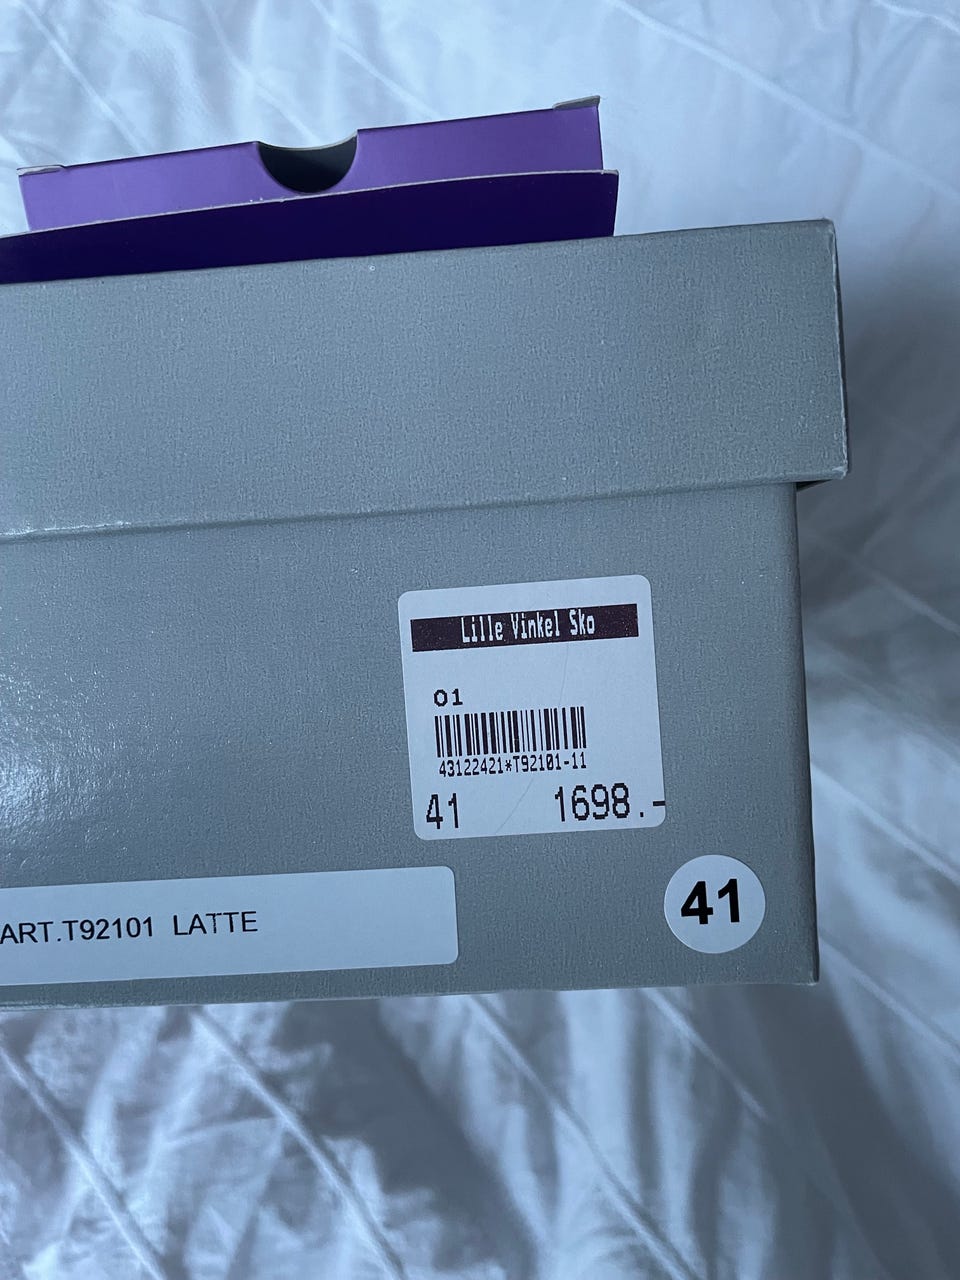 Lille Vinkel Sko
01
43122421*T92101-11
41 1698.-
ART.T92101 LATTE
41